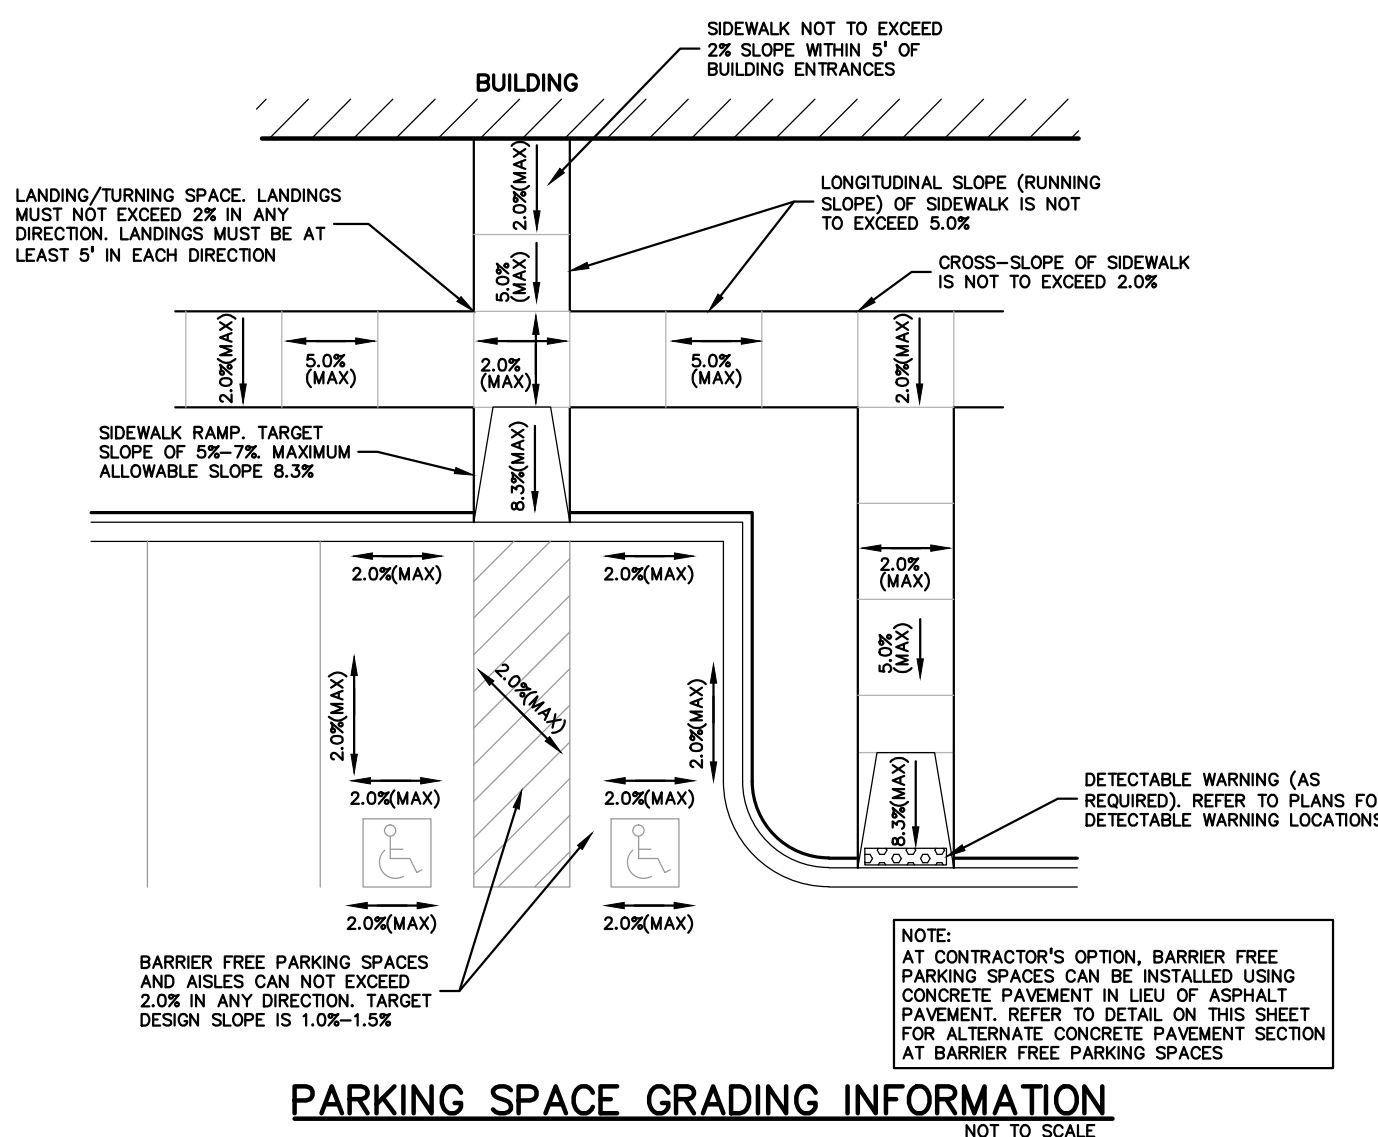 SIDEWALK NOT TO EXCEED
2% SLOPE WITHIN 5' OF
BUILDING ENTRANCES
BUILDING
2.0%(MAX)
LANDING/TURNING SPACE. LANDINGS
MUST NOT EXCEED 2% IN ANY
DIRECTION. LANDINGS MUST BE AT
LEAST 5' IN EACH DIRECTION
LONGITUDINAL SLOPE (RUNNING
SLOPE) OF SIDEWALK IS NOT
TO EXCEED 5.0%
CROSS-SLOPE OF SIDEWALK
IS NOT TO EXCEED 2.0%
5.0%
(MAX)
2.0%(MAX)
5.0%
(MAX)
2.0%
(MAX)
5.0%
(MAX)
2.0%(MAX)
SIDEWALK RAMP. TARGET
SLOPE OF 5%-7%. MAXIMUM
ALLOWABLE SLOPE 8.3%
8.3%(MAX)
2.0%(MAX)
2.0%(MAX)
2.0%
(MAX)
5.0%
(MAX)
2.0%(MAX)
2.0%(MAX)
2.0%(MAX)
2.0%(MAX)
2.0%(MAX)
8.3%(MAX)
DETECTABLE WARNING (AS
REQUIRED). REFER TO PLANS FO
DETECTABLE WARNING LOCATIONS
2.0%(MAX)
2.0%(MAX)
BARRIER FREE PARKING SPACES
AND AISLES CAN NOT EXCEED
2.0% IN ANY DIRECTION. TARGET
DESIGN SLOPE IS 1.0%-1.5%
NOTE:
AT CONTRACTOR'S OPTION, BARRIER FREE
PARKING SPACES CAN BE INSTALLED USING
CONCRETE PAVEMENT IN LIEU OF ASPHALT
PAVEMENT. REFER TO DETAIL ON THIS SHEET
FOR ALTERNATE CONCRETE PAVEMENT SECTION
AT BARRIER FREE PARKING SPACES
PARKING SPACE GRADING INFORMATION
NOT TO SCALE